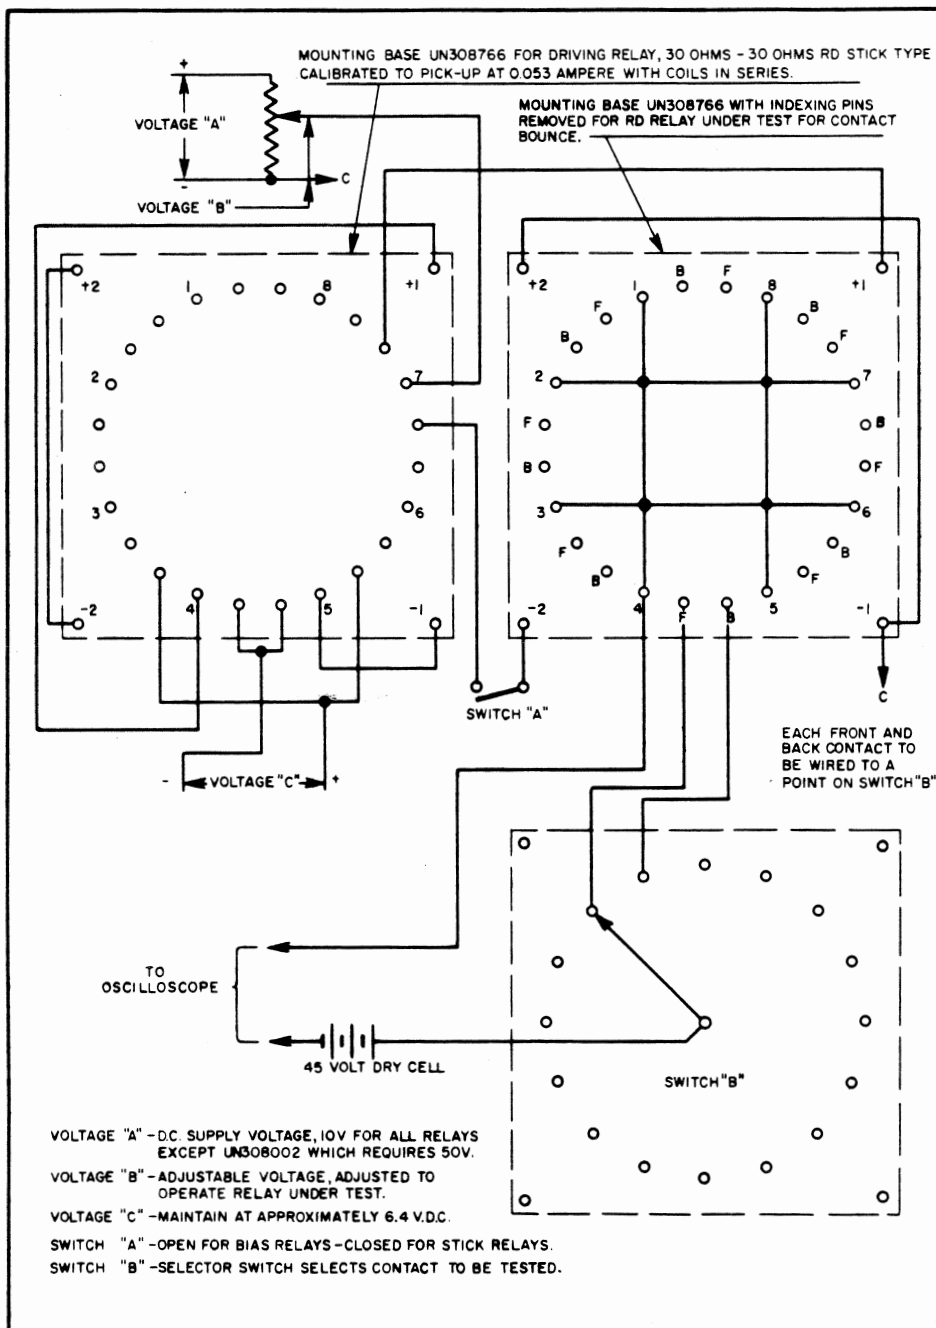 MOUNTING BASE UN308766 FOR DRIVING RELAY, 30 OHMS - 30 OHMS RD STICK TYPE
CALIBRATED TO PICK-UP AT 0.053 AMPERE WITH COILS IN SERIES.
MOUNTING BASE UN308766 WITH INDEXING PINS
REMOVED FOR RD RELAY UNDER TEST FOR CONTACT
BOUNCE.
+
VOLTAGE "A"
-
C
VOLTAGE "B"
+2
1
8
+1
2
7
3
6
-2
4
5
-1
+2
1
B
F
8
+1
F
B
B
F
2
7
F
B
B
F
3
6
F
B
B
F
-2
4
F
B
5
-1
SWITCH "A"
C
- VOLTAGE "C" +
EACH FRONT AND
BACK CONTACT TO
BE WIRED TO A
POINT ON SWITCH "B"
TO
OSCILLOSCOPE
45 VOLT DRY CELL
SWITCH "B"
VOLTAGE "A" - D.C. SUPPLY VOLTAGE, 10V FOR ALL RELAYS
EXCEPT UN308002 WHICH REQUIRES 50V.
VOLTAGE "B" - ADJUSTABLE VOLTAGE, ADJUSTED TO
OPERATE RELAY UNDER TEST.
VOLTAGE "C" - MAINTAIN AT APPROXIMATELY 6.4 V.D.C.
SWITCH "A" - OPEN FOR BIAS RELAYS - CLOSED FOR STICK RELAYS.
SWITCH "B" - SELECTOR SWITCH SELECTS CONTACT TO BE TESTED.